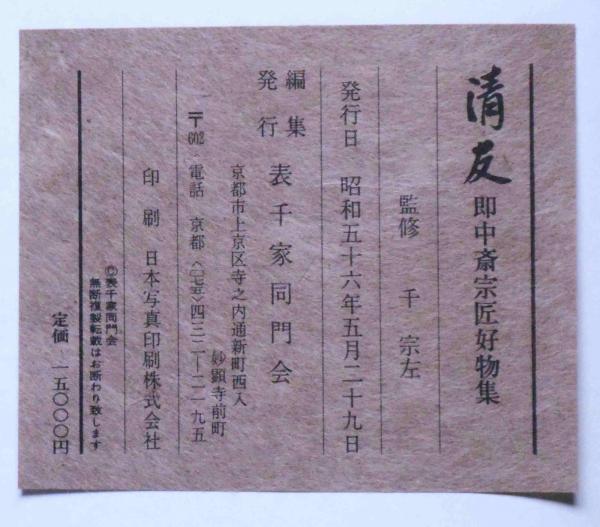 清友 即中斎宗匠好物集
監修 千宗左
発行日 昭和五十六年五月二十九日
編集
発行 表千家同門会
京都市上京区寺之内通新町西入
妙顕寺前町
〒602 電話 京都〈〇七五〉四三二―二一九五
印刷 日本写真印刷株式会社
©表千家同門会
無断複製転載はお断わり致します
定価 一五〇〇〇円